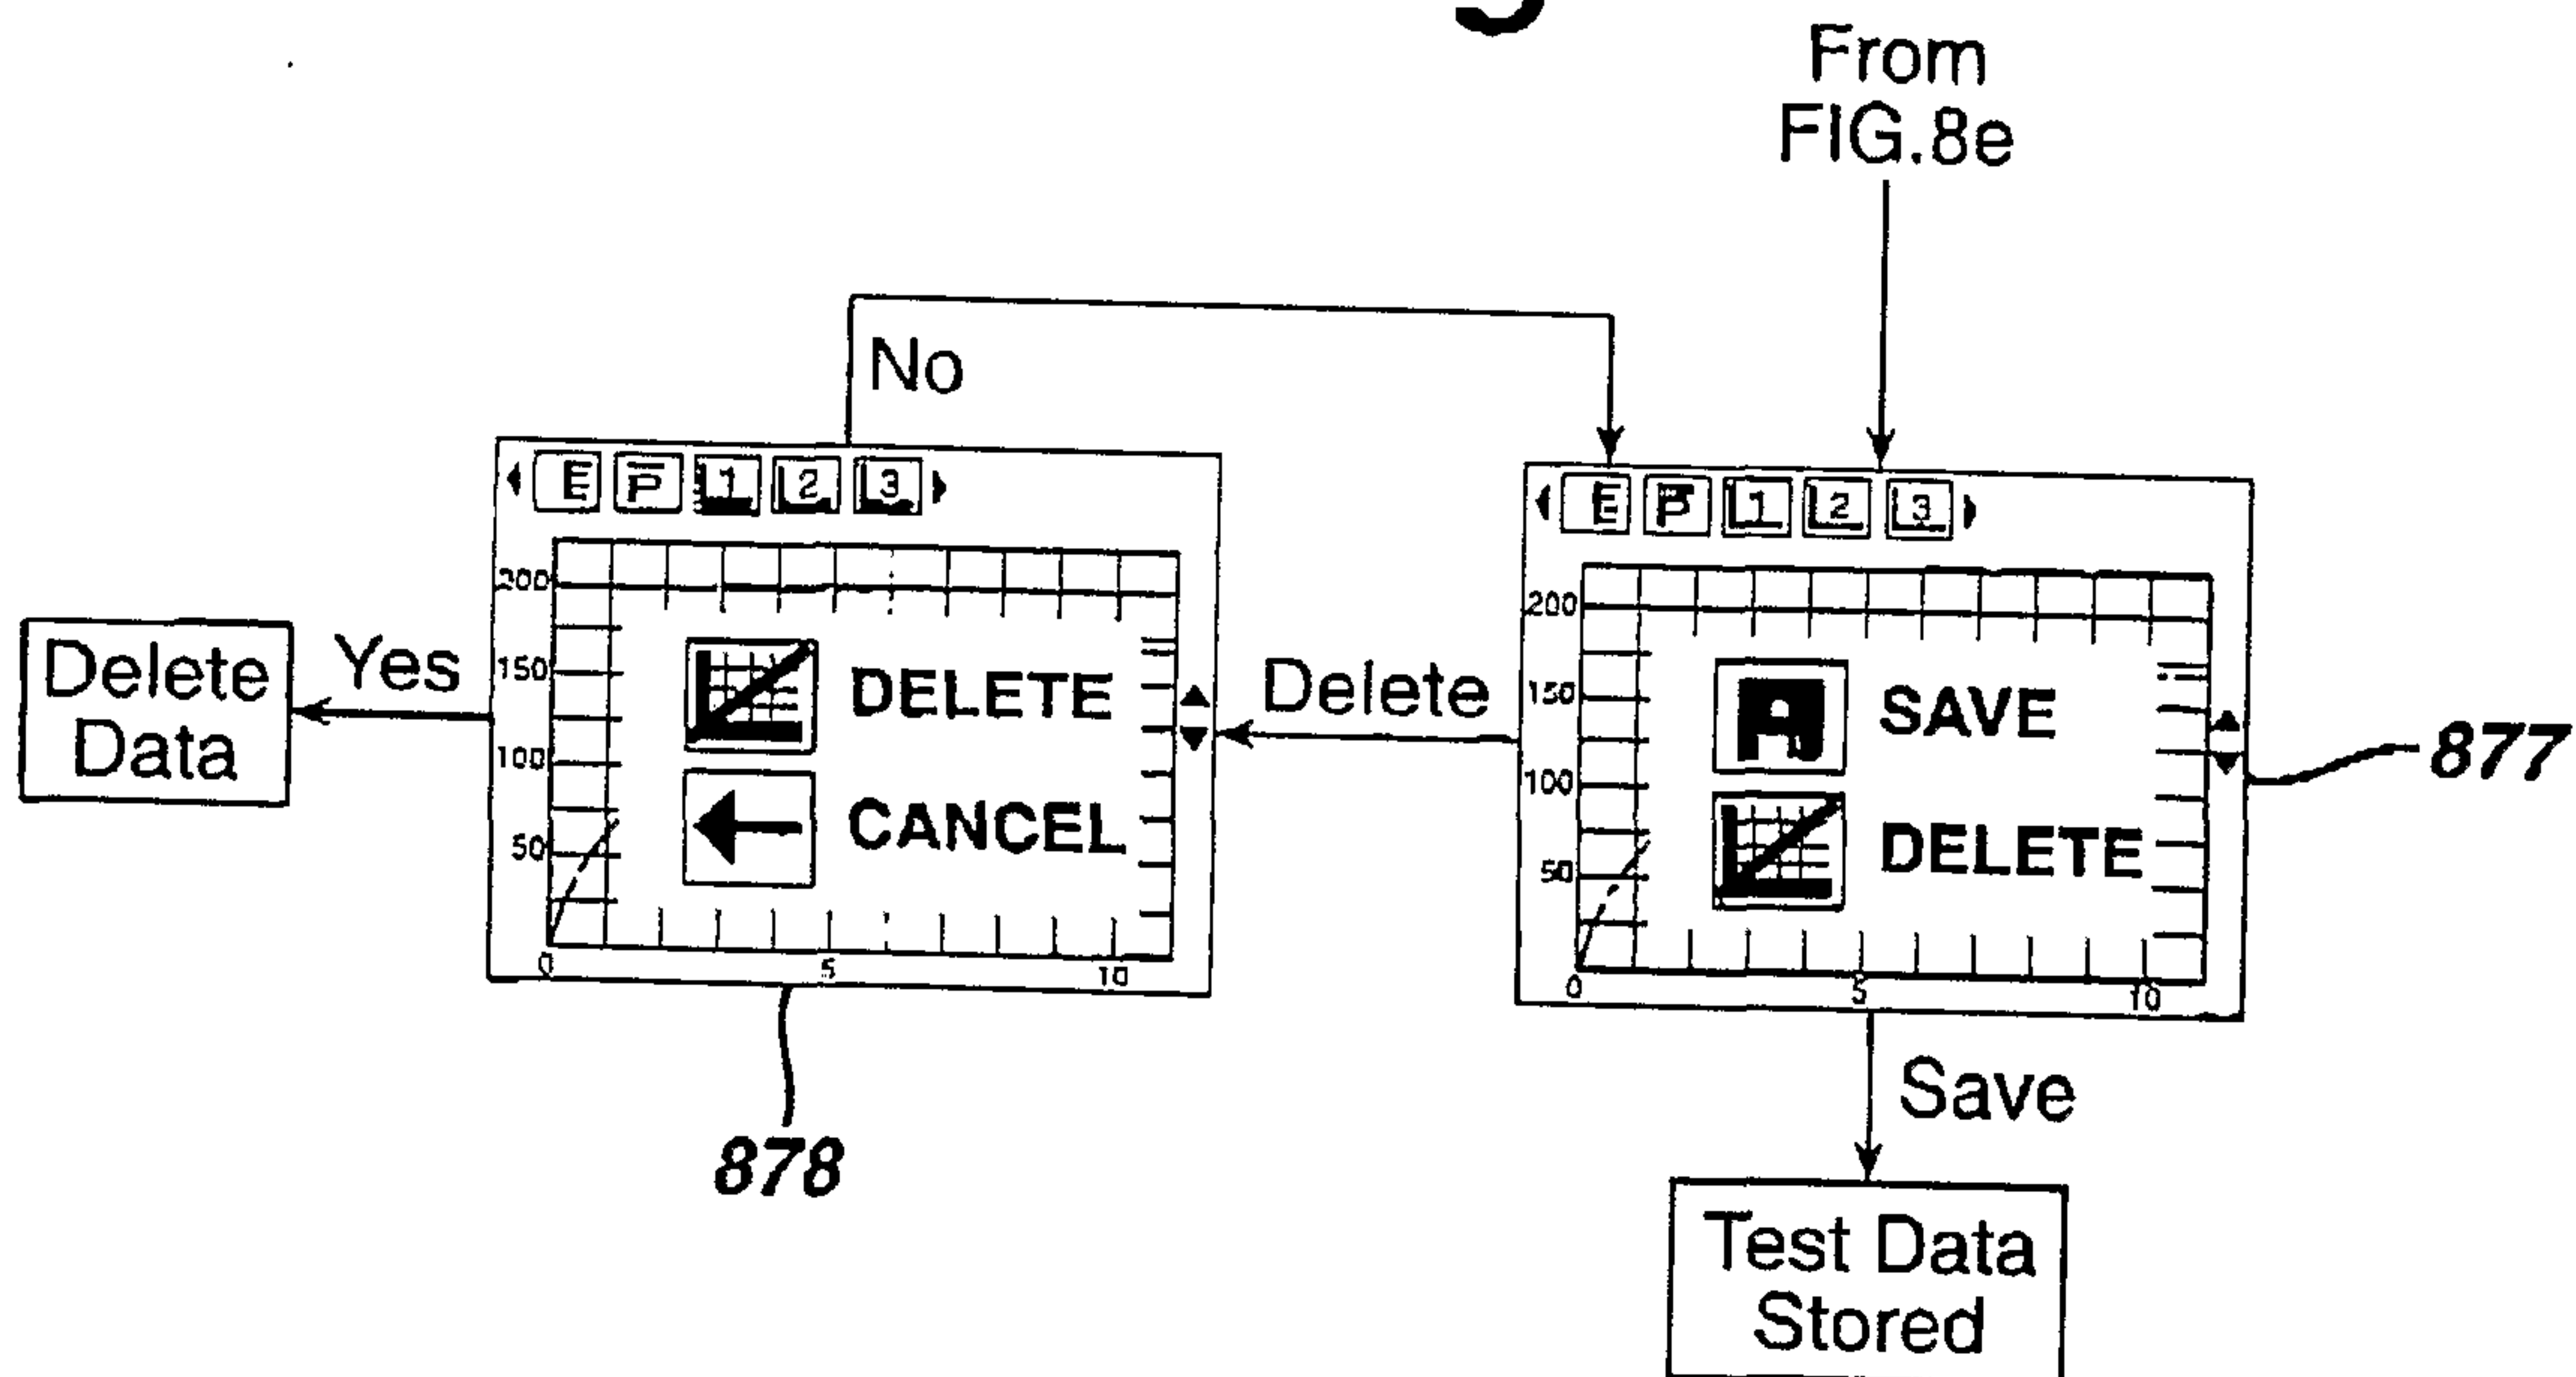 From
FIG.8e
No
E P 1 2 3
200
150
100
50
0 5 10
DELETE
CANCEL
878
Yes
Delete
Data
Delete
E P 1 2 3
200
150
100
50
0 5 10
SAVE
DELETE
877
Save
Test Data
Stored